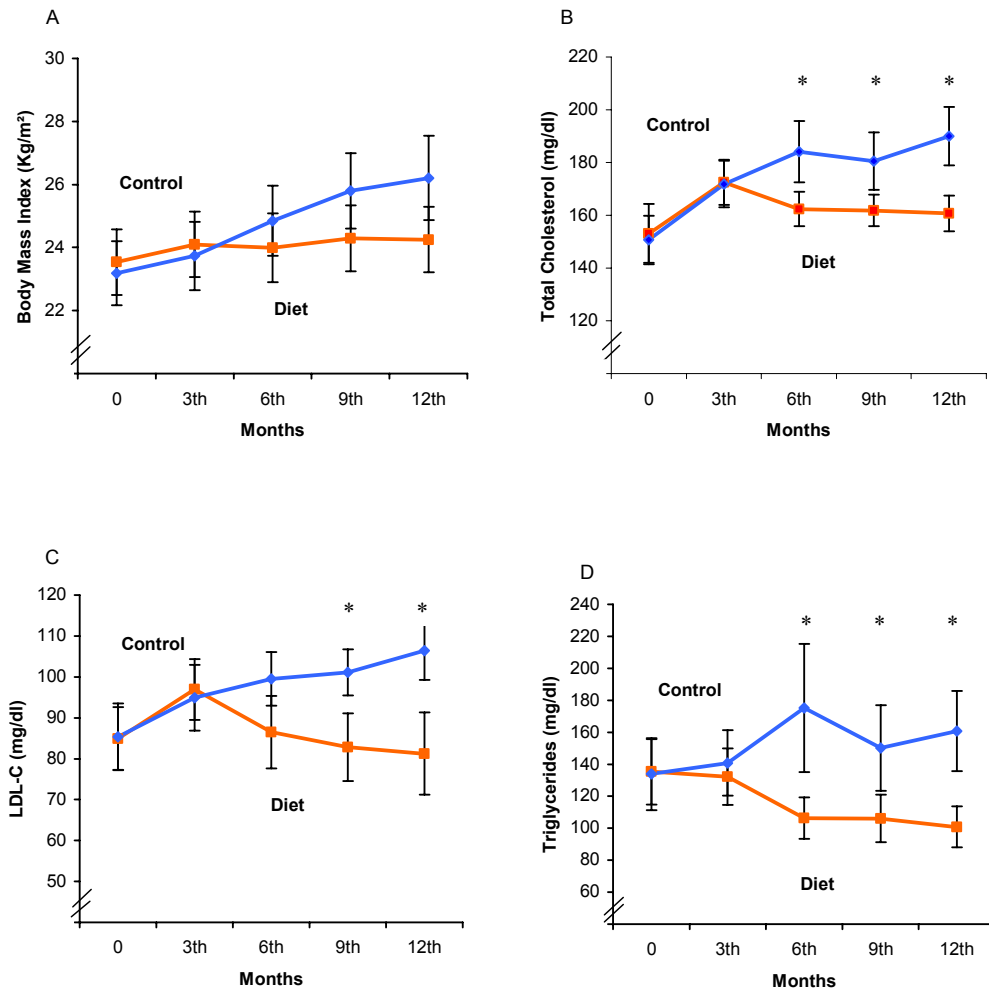 A
Body Mass Index (Kg/m²)
30
28
26
24
22
Control
Diet
0 3th 6th 9th 12th
Months
B
Total Cholesterol (mg/dl)
220
200
180
160
140
120
* * *
Control
Diet
0 3th 6th 9th 12th
Months
C
LDL-C (mg/dl)
120
110
100
90
80
70
60
50
* *
Control
Diet
0 3th 6th 9th 12th
Months
D
Triglycerides (mg/dl)
240
220
200
180
160
140
120
100
80
60
* * *
Control
Diet
0 3th 6th 9th 12th
Months